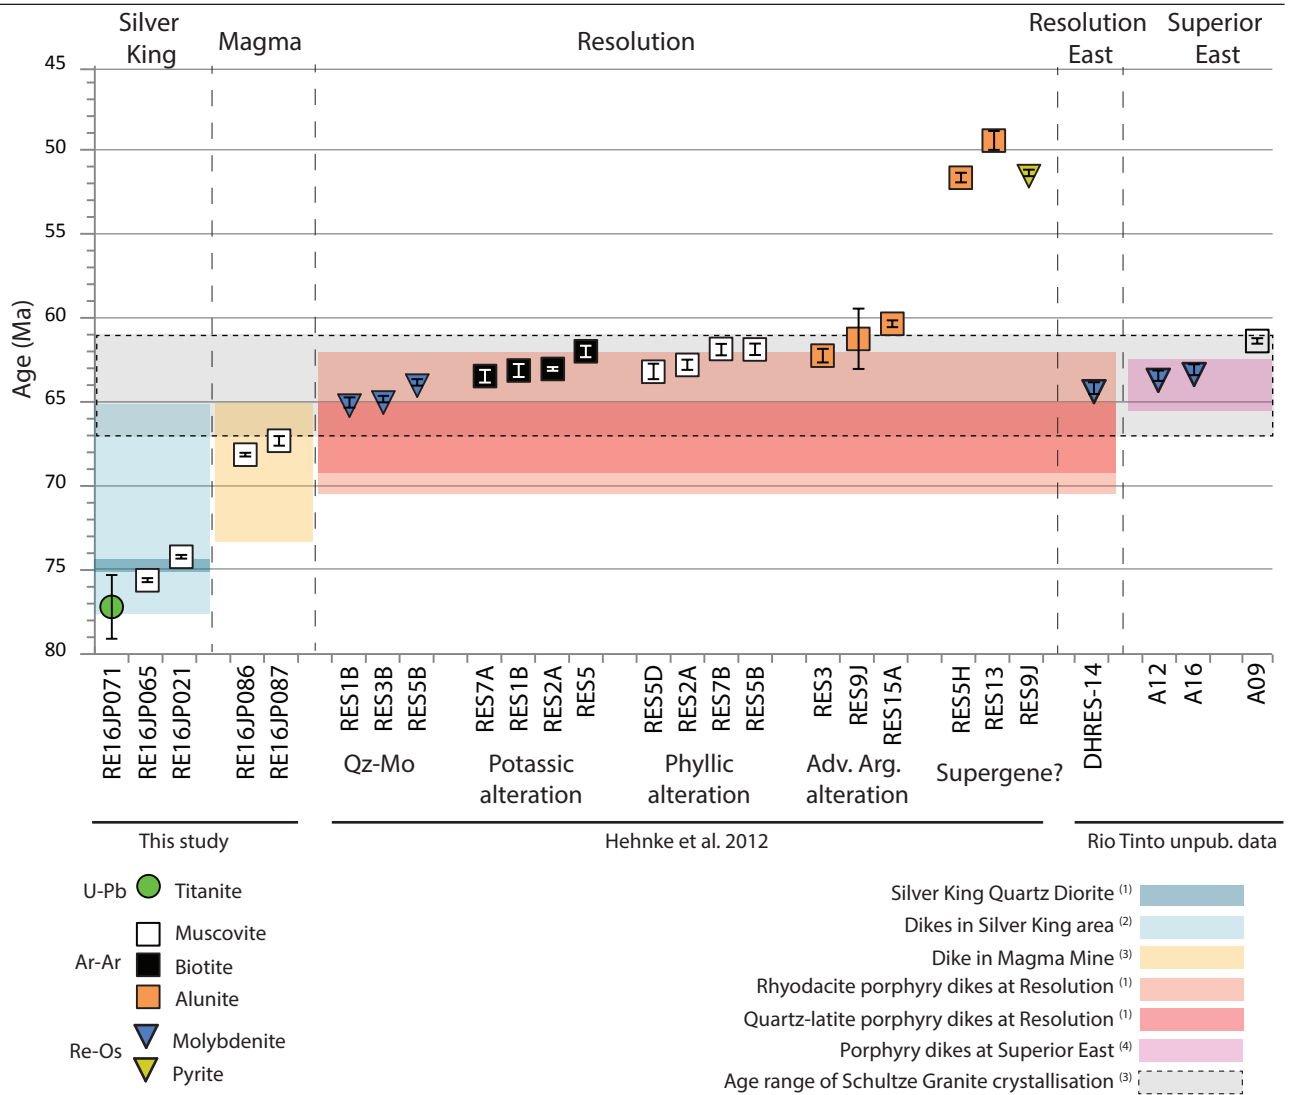 Silver
King
Magma
Resolution
Resolution
East
Superior
East
Age (Ma)
45
50
55
60
65
70
75
80
RE16JP071
RE16JP065
RE16JP021
RE16JP086
RE16JP087
RES1B
RES3B
RES5B
RES7A
RES1B
RES2A
RES5
RES5D
RES2A
RES7B
RES5B
RES3
RES9J
RES15A
RES5H
RES13
RES9J
DHRES-14
A12
A16
A09
Qz-Mo
Potassic
alteration
Phyllic
alteration
Adv. Arg.
alteration
Supergene?
This study
Hehnke et al. 2012
Rio Tinto unpub. data
U-Pb
Titanite
Ar-Ar
Muscovite
Biotite
Alunite
Re-Os
Molybdenite
Pyrite
Silver King Quartz Diorite (1)
Dikes in Silver King area (2)
Dike in Magma Mine (3)
Rhyodacite porphyry dikes at Resolution (1)
Quartz-latite porphyry dikes at Resolution (1)
Porphyry dikes at Superior East (4)
Age range of Schultze Granite crystallisation (3)